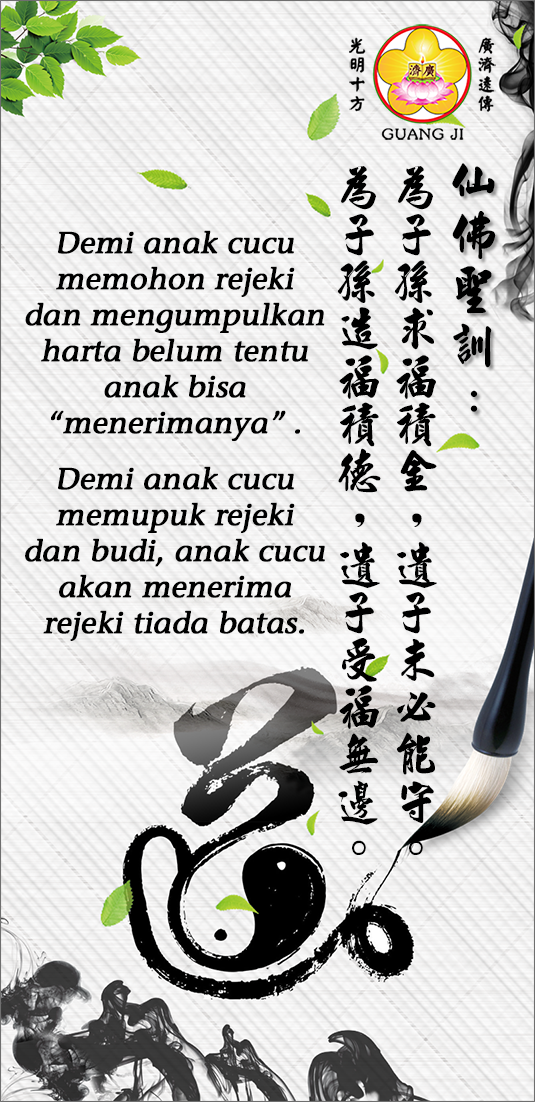 廣濟遠傳
光明十方
廣濟
GUANG JI
仙佛聖訓：
為子孫求福積金，遺子未必能守。
為子孫造福積德，遺子受福無邊。
Demi anak cucu
memohon rejeki
dan mengumpulkan
harta belum tentu
anak bisa
“menerimanya” .
Demi anak cucu
memupuk rejeki
dan budi, anak cucu
akan menerima
rejeki tiada batas.